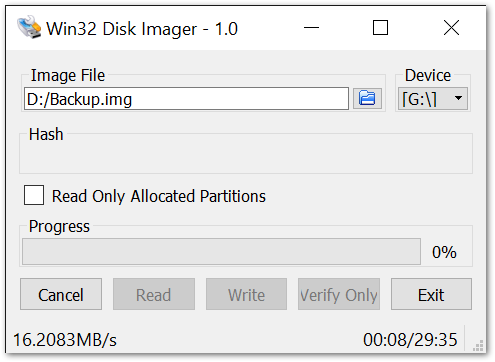 Win32 Disk Imager - 1.0
Image File
Device
D:/Backup.img
[G:\]
Hash
Read Only Allocated Partitions
Progress
0%
Cancel
Read
Write
Verify Only
Exit
16.2083MB/s
00:08/29:35